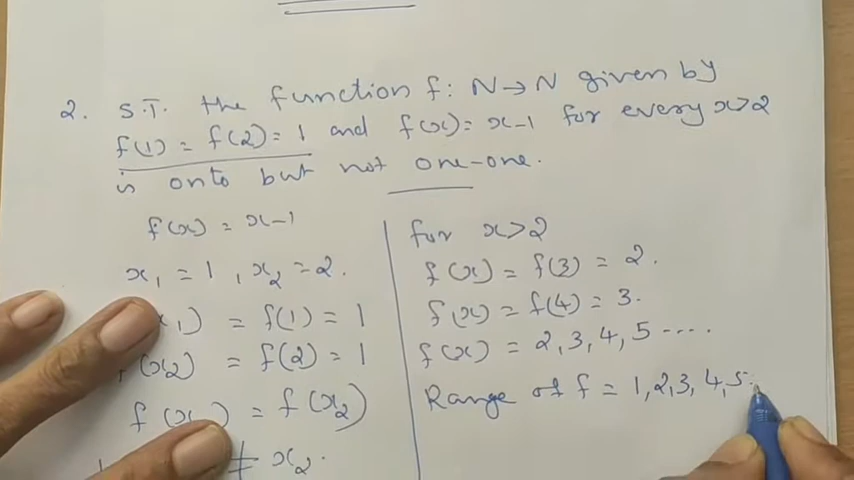 2. S.T. the function f: N→N given by
f(1) = f(2) = 1 and f(x) = x-1 for every x>2
is onto but not one-one.
f(x) = x-1
x₁ = 1, x₂ = 2.
₁) = f(1) = 1
f(x₂) = f(2) = 1
f(x ) = f(x₂)
≠ x₂.
for x>2
f(x) = f(3) = 2.
f(x) = f(4) = 3.
f(x) = 2,3,4,5 ....
Range of f = 1,2,3,4,5.